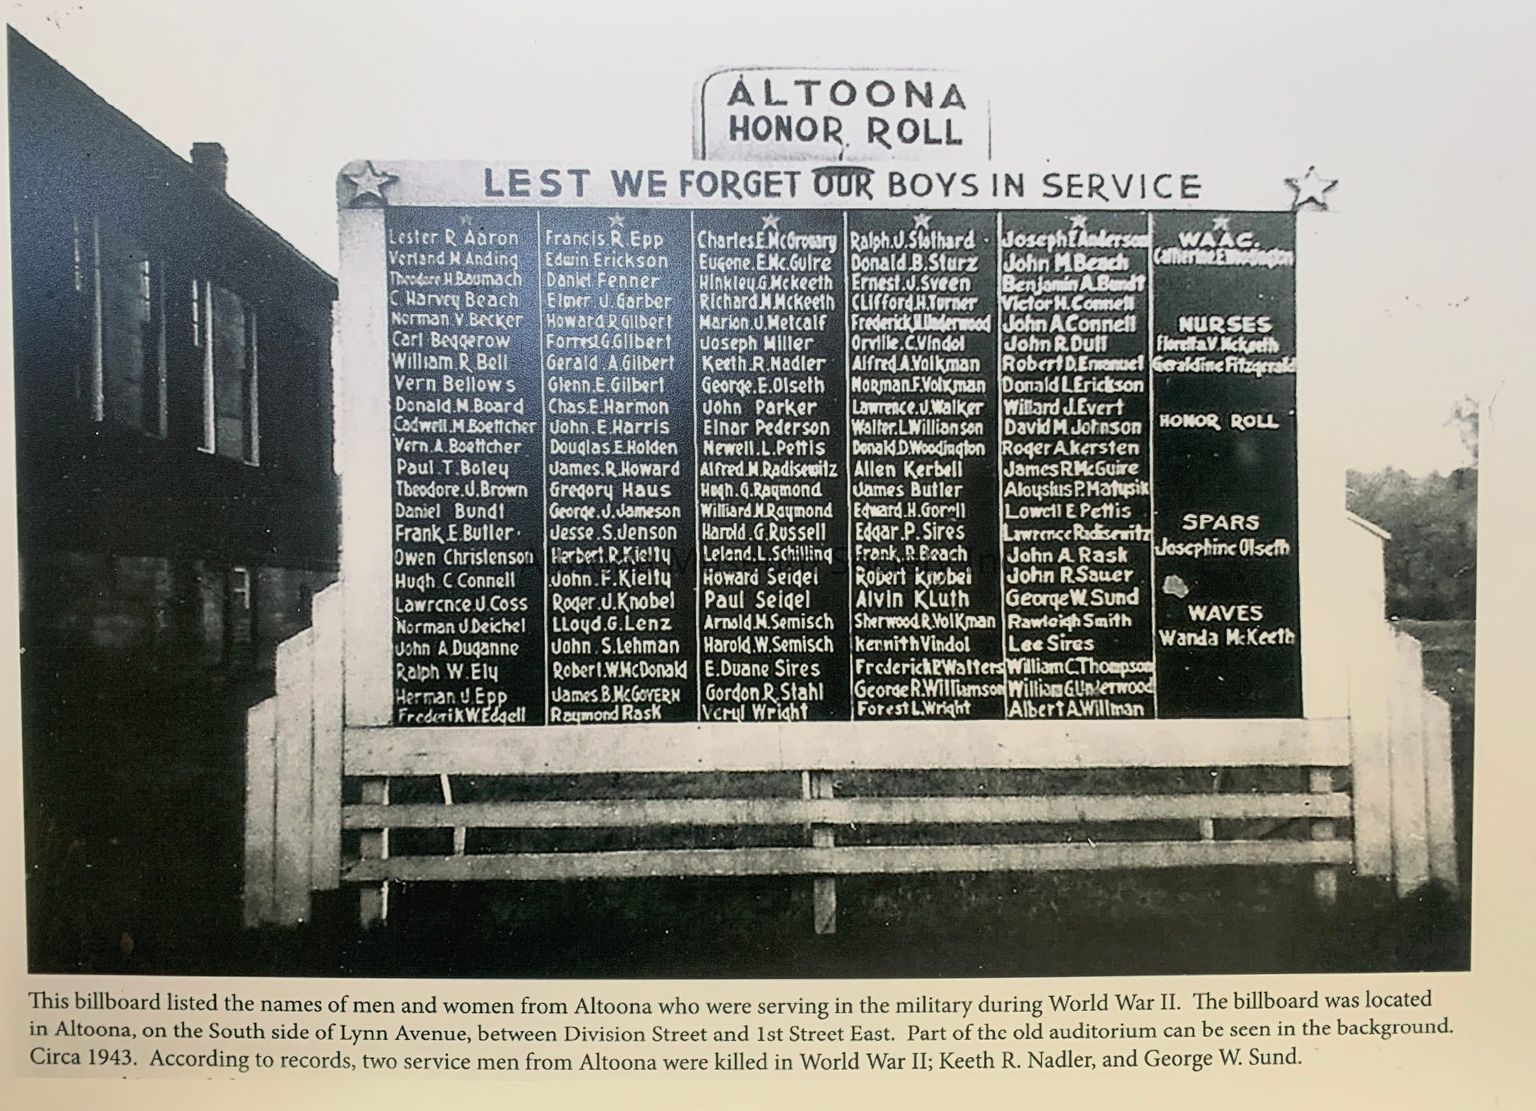 ALTOONA
HONOR ROLL
LEST WE FORGET OUR BOYS IN SERVICE
Lester R Aaron
Verland M Anding
Theodore H Baumach
C Harvey Beach
Norman V Becker
Carl Beggerow
William R Bell
Vern Bellows
Donald M. Board
Cadwell M. Boettcher
Vern A. Boettcher
Paul T. Boley
Theodore J. Brown
Daniel Bundt
Frank E. Butler
Owen Christenson
Hugh C Connell
Lawrence J. Coss
Norman J. Deichel
John A Duganne
Ralph W. Ely
Herman J. Epp
Frederik W. Edgell
Francis R. Epp
Edwin Erickson
Daniel Fenner
Elmer J. Garber
Howard R Gilbert
Forrest G. Gilbert
Gerald A Gilbert
Glenn E. Gilbert
Chas. E. Harmon
John E. Harris
Douglas E. Holden
James R. Howard
Gregory Haus
George J. Jameson
Jesse S. Jenson
Herbert R. Kielty
John F. Kielty
Roger J. Knobel
Lloyd G. Lenz
John S. Lehman
Robert W. McDonald
James B. McGovern
Raymond Rask
Charles E. McGrouary
Eugene E. McGuire
Hinkley G. Mckeeth
Richard M. Mckeeth
Marion J. Metcalf
Joseph Miller
Keeth R. Nadler
George E. Olseth
John Parker
Einar Pederson
Newell L. Pettis
Alfred M. Radisewitz
Hugh G. Raymond
Williard N. Raymond
Harold G. Russell
Leland L. Schilling
Howard Seigel
Paul Seigel
Arnold M. Semisch
Harold W. Semisch
E. Duane Sires
Gordon R. Stahl
Veryl Wright
Ralph J. Stathard
Donald B. Sturz
Ernest J. Sveen
Clifford H. Turner
Frederick Underwood
Orville C. Vindol
Alfred A. Volkman
Norman F. Volkman
Lawrence J. Walker
Walter L. Willianson
Donald D. Woodington
Allen Kerbell
James Butler
Edward H. Gorell
Edgar P. Sires
Frank R. Beach
Robert Knobel
Alvin Kluth
Sherwood R. Volkman
Kennith Vindol
Frederick P. Walters
George R. Williamson
Forest L. Wright
Joseph F. Anderson
John M. Beach
Benjamin A. Bundt
Victor H. Connell
John A Connell
John R. Dull
Robert D. Emanuel
Donald L Erickson
Willard J. Evert
David M. Johnson
Roger A. kersten
James R. McGuire
Aloysius P. Matysik
Lowell E Pettis
Lawrence Radisewitz
John A. Rask
John R Sauer
George W. Sund
Rawleigh Smith
Lee Sires
William C. Thompson
William G. Underwood
Albert A. Willman
WAAC.
Catherine E. Woodington
NURSES
Floretta V. McKeeth
Geraldine Fitzgerald
HONOR ROLL
SPARS
Josephine Olseth
WAVES
Wanda McKeeth
This billboard listed the names of men and women from Altoona who were serving in the military during World War II. The billboard was located
in Altoona, on the South side of Lynn Avenue, between Division Street and 1st Street East. Part of the old auditorium can be seen in the background.
Circa 1943. According to records, two service men from Altoona were killed in World War II; Keeth R. Nadler, and George W. Sund.